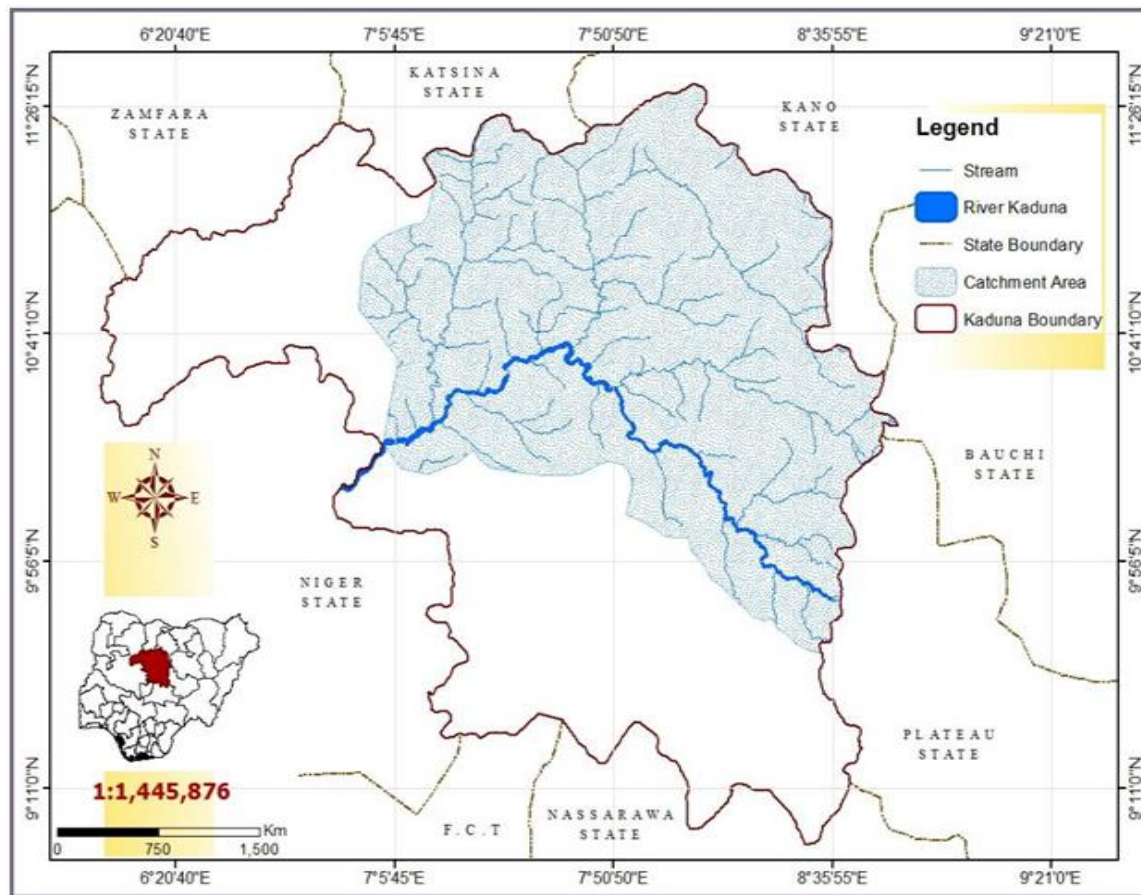 6°20'40"E 7°5'45"E 7°50'50"E 8°35'55"E 9°21'0"E
11°26'15"N
10°41'10"N
9°56'5"N
9°11'0"N
ZAMFARA
STATE
KATSINA
STATE
KANO
STATE
Legend
Stream
River Kaduna
State Boundary
Catchment Area
Kaduna Boundary
11°26'15"N
10°41'10"N
9°56'5"N
9°11'0"N
N
W E
S
BAUCHI
STATE
NIGER
STATE
PLATEAU
STATE
1:1,445,876
Km
0 750 1,500
F.C.T
NASSARAWA
STATE
6°20'40"E 7°5'45"E 7°50'50"E 8°35'55"E 9°21'0"E